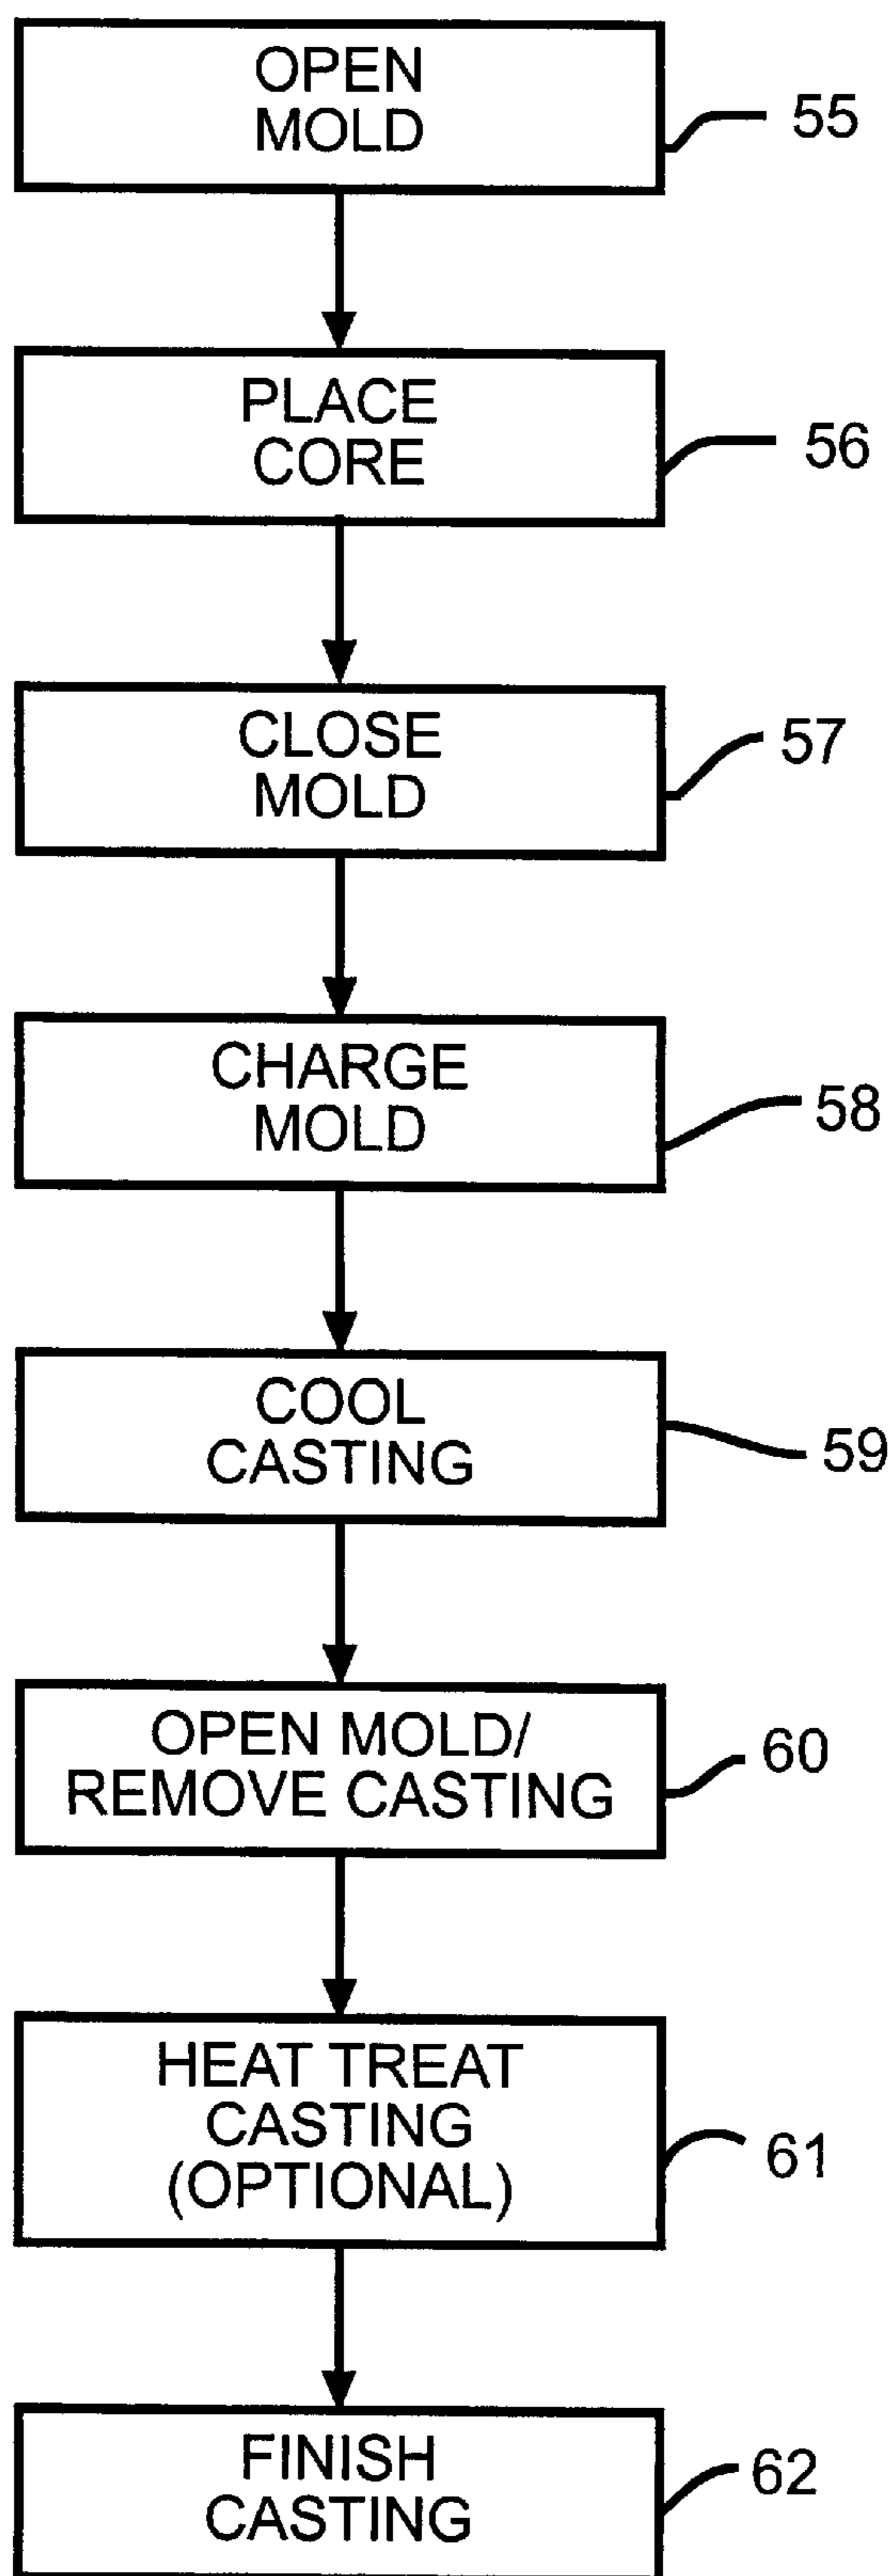 OPEN
MOLD
55
PLACE
CORE
56
CLOSE
MOLD
57
CHARGE
MOLD
58
COOL
CASTING
59
OPEN MOLD/
REMOVE CASTING
60
HEAT TREAT
CASTING
(OPTIONAL)
61
FINISH
CASTING
62